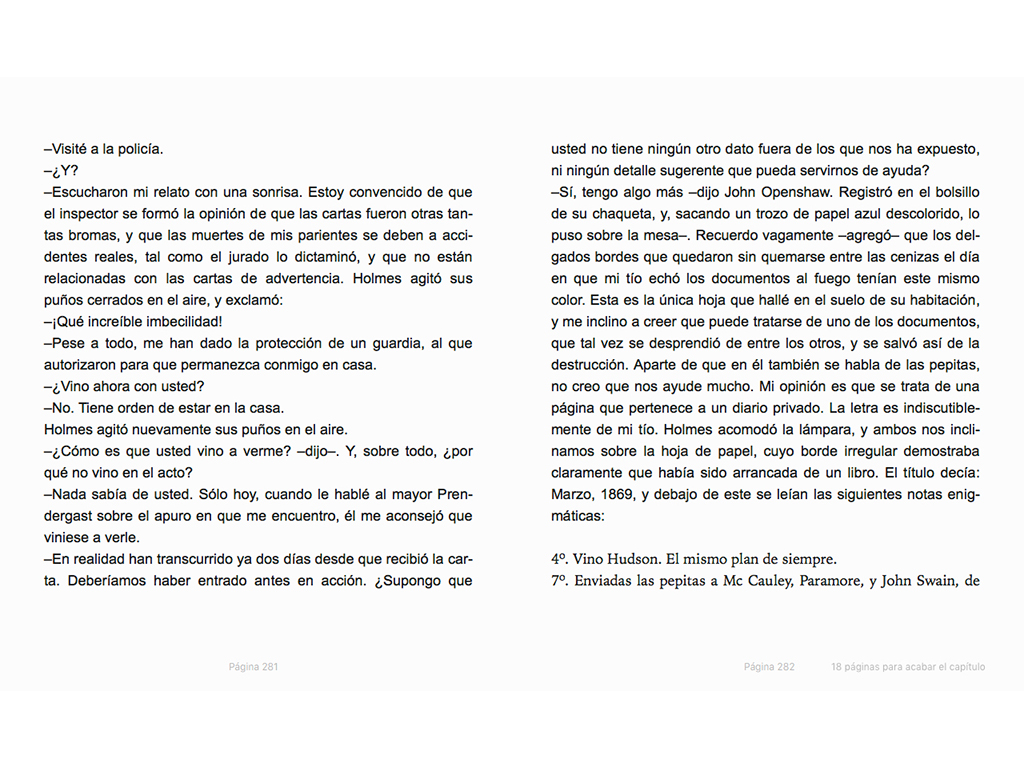 –Visité a la policía.
–¿Y?
–Escucharon mi relato con una sonrisa. Estoy convencido de que
el inspector se formó la opinión de que las cartas fueron otras tan-
tas bromas, y que las muertes de mis parientes se deben a acci-
dentes reales, tal como el jurado lo dictaminó, y que no están
relacionadas con las cartas de advertencia. Holmes agitó sus
puños cerrados en el aire, y exclamó:
–¡Qué increíble imbecilidad!
–Pese a todo, me han dado la protección de un guardia, al que
autorizaron para que permanezca conmigo en casa.
–¿Vino ahora con usted?
–No. Tiene orden de estar en la casa.
Holmes agitó nuevamente sus puños en el aire.
–¿Cómo es que usted vino a verme? –dijo–. Y, sobre todo, ¿por
qué no vino en el acto?
–Nada sabía de usted. Sólo hoy, cuando le hablé al mayor Pren-
dergast sobre el apuro en que me encuentro, él me aconsejó que
viniese a verle.
–En realidad han transcurrido ya dos días desde que recibió la car-
ta. Deberíamos haber entrado antes en acción. ¿Supongo que
Página 281
usted no tiene ningún otro dato fuera de los que nos ha expuesto,
ni ningún detalle sugerente que pueda servirnos de ayuda?
–Sí, tengo algo más –dijo John Openshaw. Registró en el bolsillo
de su chaqueta, y, sacando un trozo de papel azul descolorido, lo
puso sobre la mesa–. Recuerdo vagamente –agregó– que los del-
gados bordes que quedaron sin quemarse entre las cenizas el día
en que mi tío echó los documentos al fuego tenían este mismo
color. Esta es la única hoja que hallé en el suelo de su habitación,
y me inclino a creer que puede tratarse de uno de los documentos,
que tal vez se desprendió de entre los otros, y se salvó así de la
destrucción. Aparte de que en él también se habla de las pepitas,
no creo que nos ayude mucho. Mi opinión es que se trata de una
página que pertenece a un diario privado. La letra es indiscutible-
mente de mi tío. Holmes acomodó la lámpara, y ambos nos incli-
namos sobre la hoja de papel, cuyo borde irregular demostraba
claramente que había sido arrancada de un libro. El título decía:
Marzo, 1869, y debajo de este se leían las siguientes notas enig-
máticas:
4º. Vino Hudson. El mismo plan de siempre.
7º. Enviadas las pepitas a Mc Cauley, Paramore, y John Swain, de
Página 282
18 páginas para acabar el capítulo